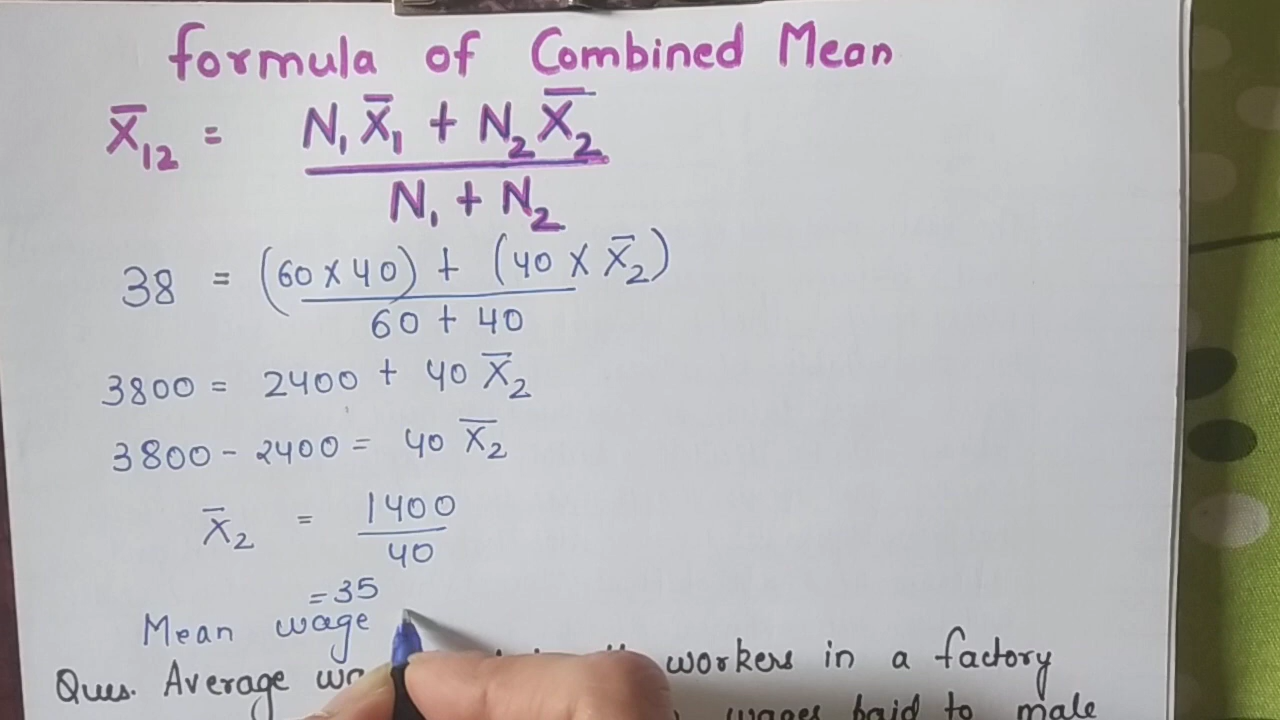 formula of Combined Mean
X̄₁₂ = N₁X̄₁ + N₂X̄₂
N₁ + N₂
38 = (60 X 40) + (40 X X̄₂)
60 + 40
3800 = 2400 + 40 X̄₂
3800 - 2400 = 40 X̄₂
X̄₂ = 1400
40
= 35
Mean wage
Ques. Average workers in a factory
wages paid to male